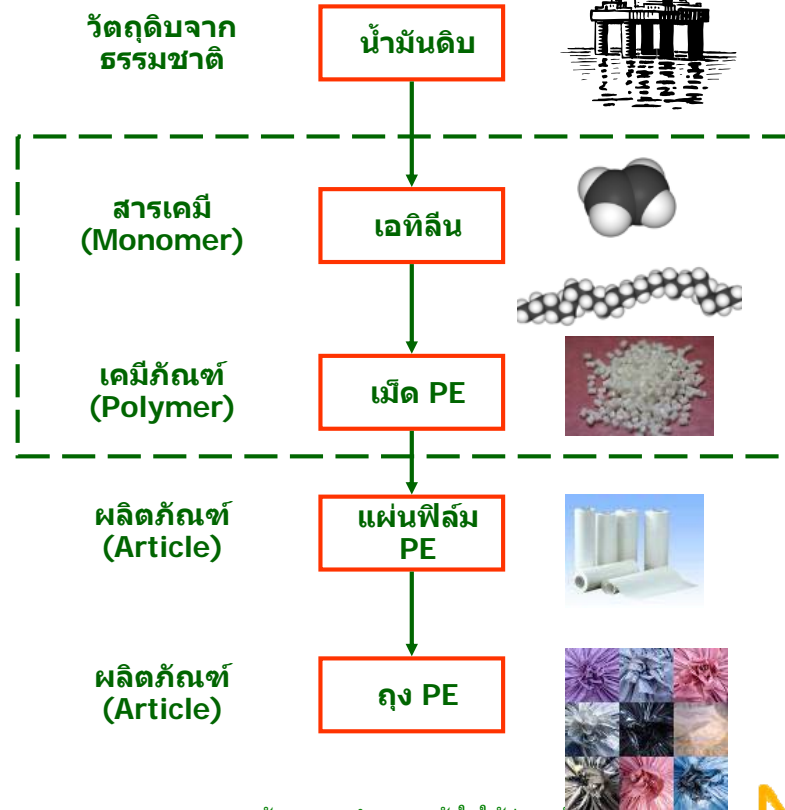 วัตถุดิบจาก
ธรรมชาติ
น้ำมันดิบ
สารเคมี
(Monomer)
เอทิลีน
เคมีภัณฑ์
(Polymer)
เม็ด PE
ผลิตภัณฑ์
(Article)
แผ่นฟิล์ม
PE
ผลิตภัณฑ์
(Article)
ถุง PE